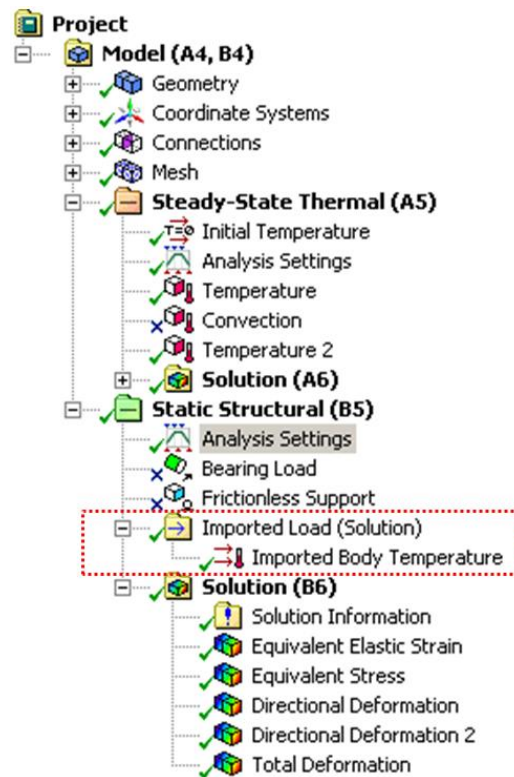 Project
Model (A4, B4)
Geometry
Coordinate Systems
Connections
Mesh
Steady-State Thermal (A5)
T=0 Initial Temperature
Analysis Settings
Temperature
Convection
Temperature 2
Solution (A6)
Static Structural (B5)
Analysis Settings
Bearing Load
Frictionless Support
Imported Load (Solution)
Imported Body Temperature
Solution (B6)
Solution Information
Equivalent Elastic Strain
Equivalent Stress
Directional Deformation
Directional Deformation 2
Total Deformation